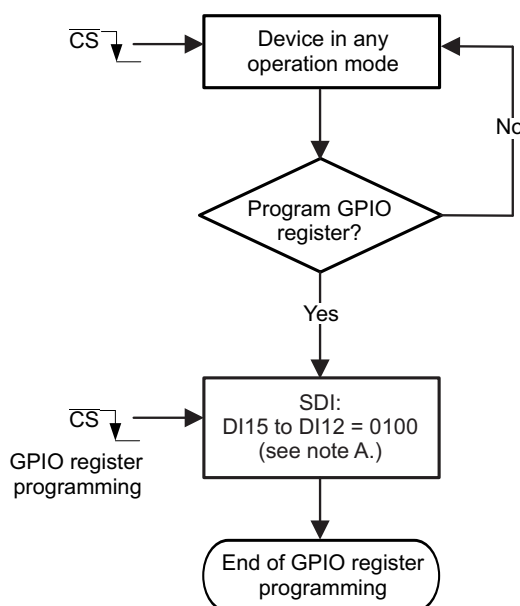 CS
Device in any
operation mode
No
Program GPIO
register?
Yes
CS
GPIO register
programming
SDI:
DI15 to DI12 = 0100
(see note A.)
End of GPIO register
programming